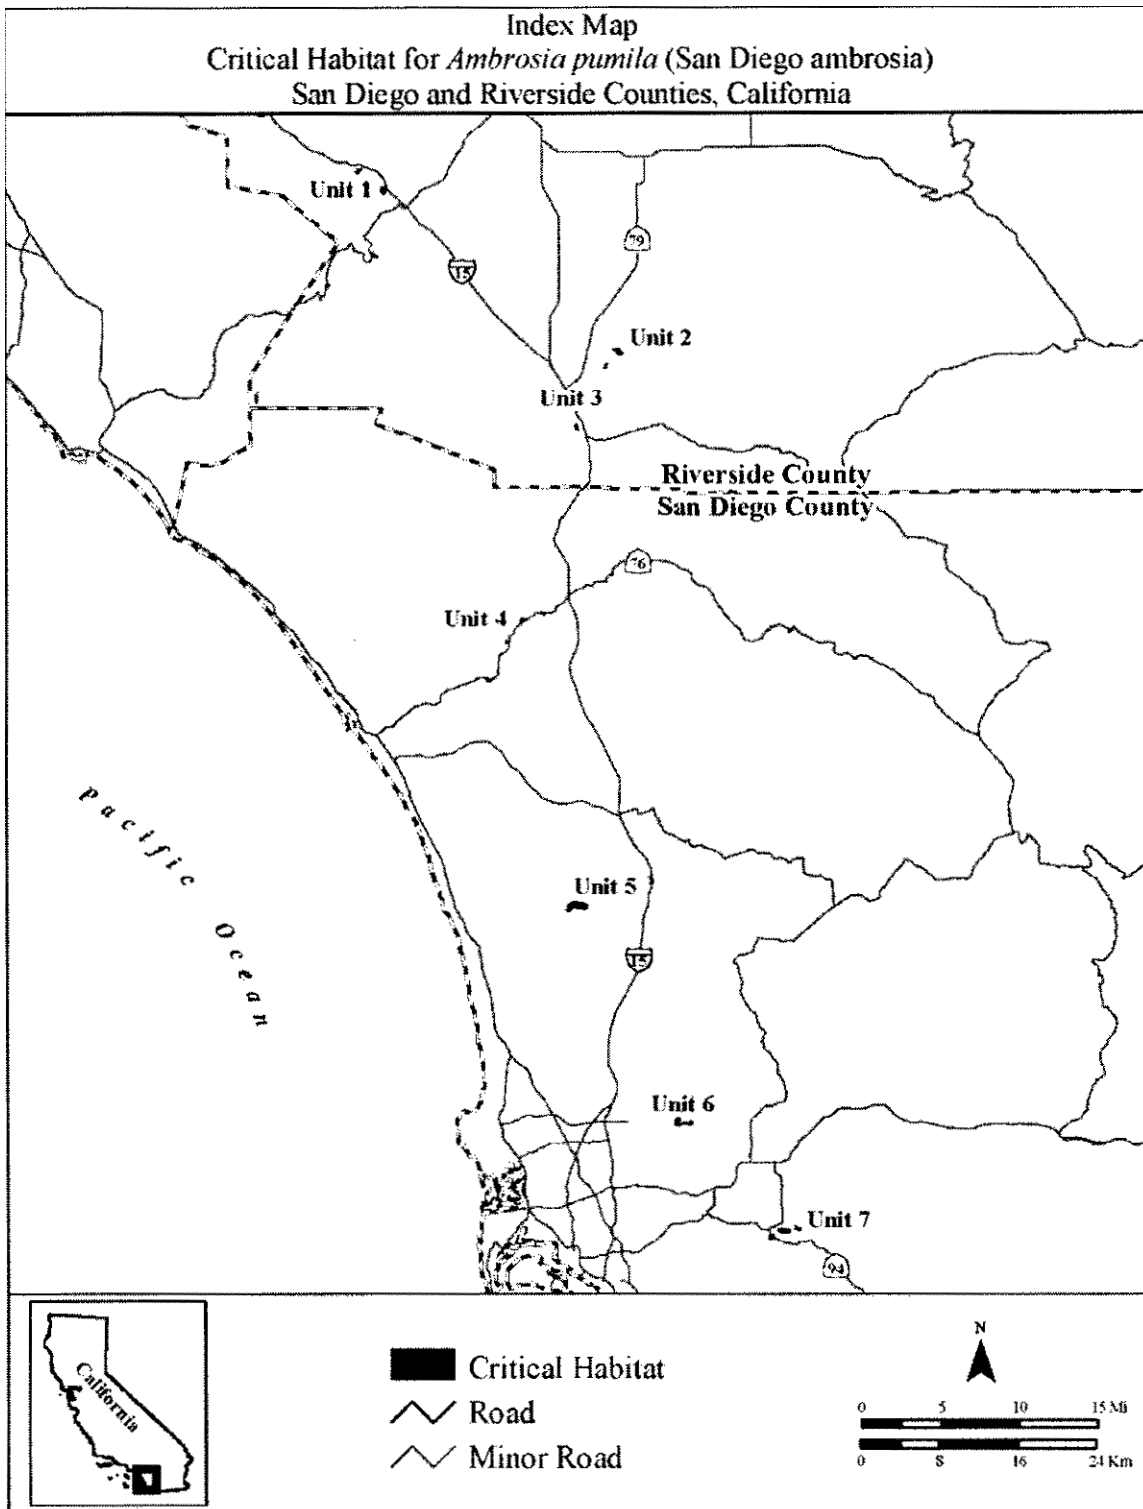 Index Map
Critical Habitat for Ambrosia pumila (San Diego ambrosia)
San Diego and Riverside Counties, California
Unit 1
79
15
Unit 2
Unit 3
Riverside County
San Diego County
76
Unit 4
Pacific Ocean
Unit 5
15
Unit 6
Unit 7
94
California
Critical Habitat
Road
Minor Road
N
0 5 10 15 Mi
0 8 16 24 Km